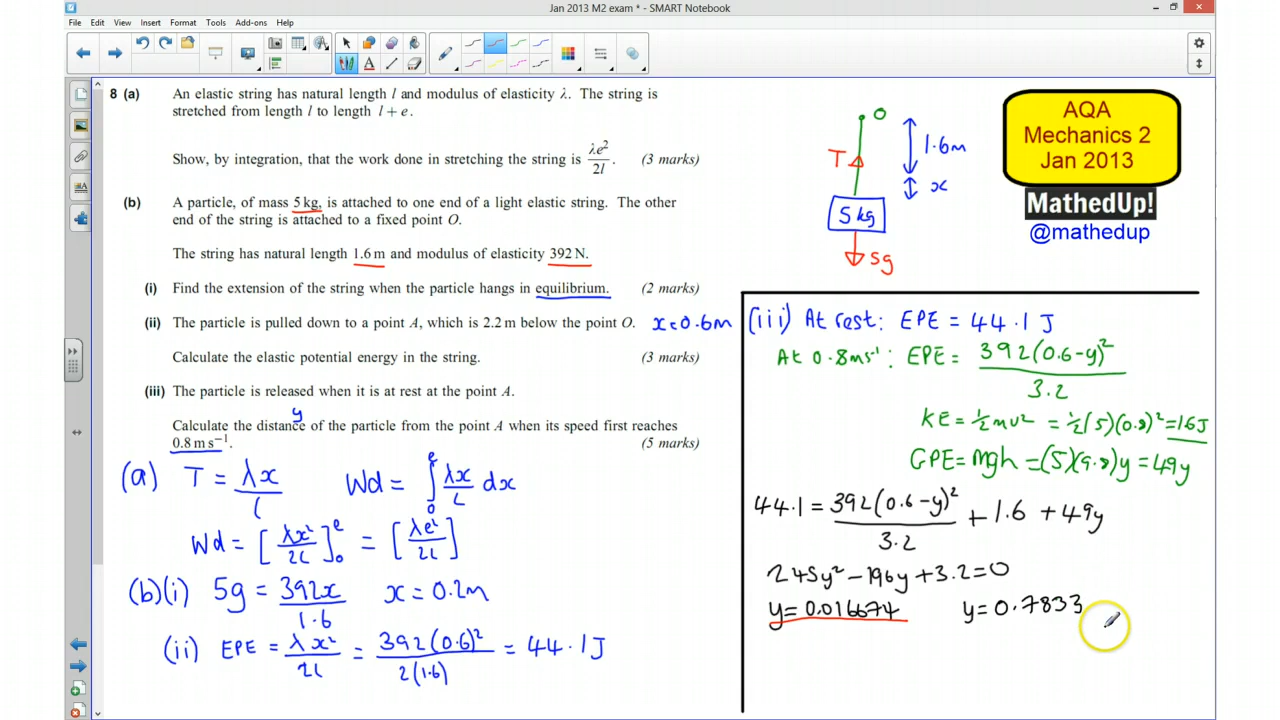 Jan 2013 M2 exam * - SMART Notebook
File Edit View Insert Format Tools Add-ons Help
8 (a) An elastic string has natural length l and modulus of elasticity λ. The string is
stretched from length l to length l + e.
Show, by integration, that the work done in stretching the string is λe²/2l. (3 marks)
(b) A particle, of mass 5 kg, is attached to one end of a light elastic string. The other
end of the string is attached to a fixed point O.
The string has natural length 1.6 m and modulus of elasticity 392 N.
(i) Find the extension of the string when the particle hangs in equilibrium. (2 marks)
(ii) The particle is pulled down to a point A, which is 2.2 m below the point O. x=0.6m
Calculate the elastic potential energy in the string. (3 marks)
(iii) The particle is released when it is at rest at the point A.
y
Calculate the distance of the particle from the point A when its speed first reaches
0.8 m s⁻¹. (5 marks)
(a) T = λx/l Wd = ∫₀ᵉ λx/l dx
Wd = [λx²/2l]₀ᵉ = [λe²/2l]
(b)(i) 5g = 392x/1.6 x = 0.2m
(ii) EPE = λx²/2l = 392(0.6)²/2(1.6) = 44.1J
O
T
1.6m
x
5kg
5g
AQA
Mechanics 2
Jan 2013
MathedUp!
@mathedup
(iii) At rest: EPE = 44.1 J
At 0.8ms⁻¹: EPE = 392(0.6-y)²/3.2
KE = ½mv² = ½(5)(0.8)² = 1.6J
GPE = mgh = (5)(9.8)y = 49y
44.1 = 392(0.6-y)²/3.2 + 1.6 + 49y
245y² - 196y + 3.2 = 0
y = 0.016674 y = 0.7833